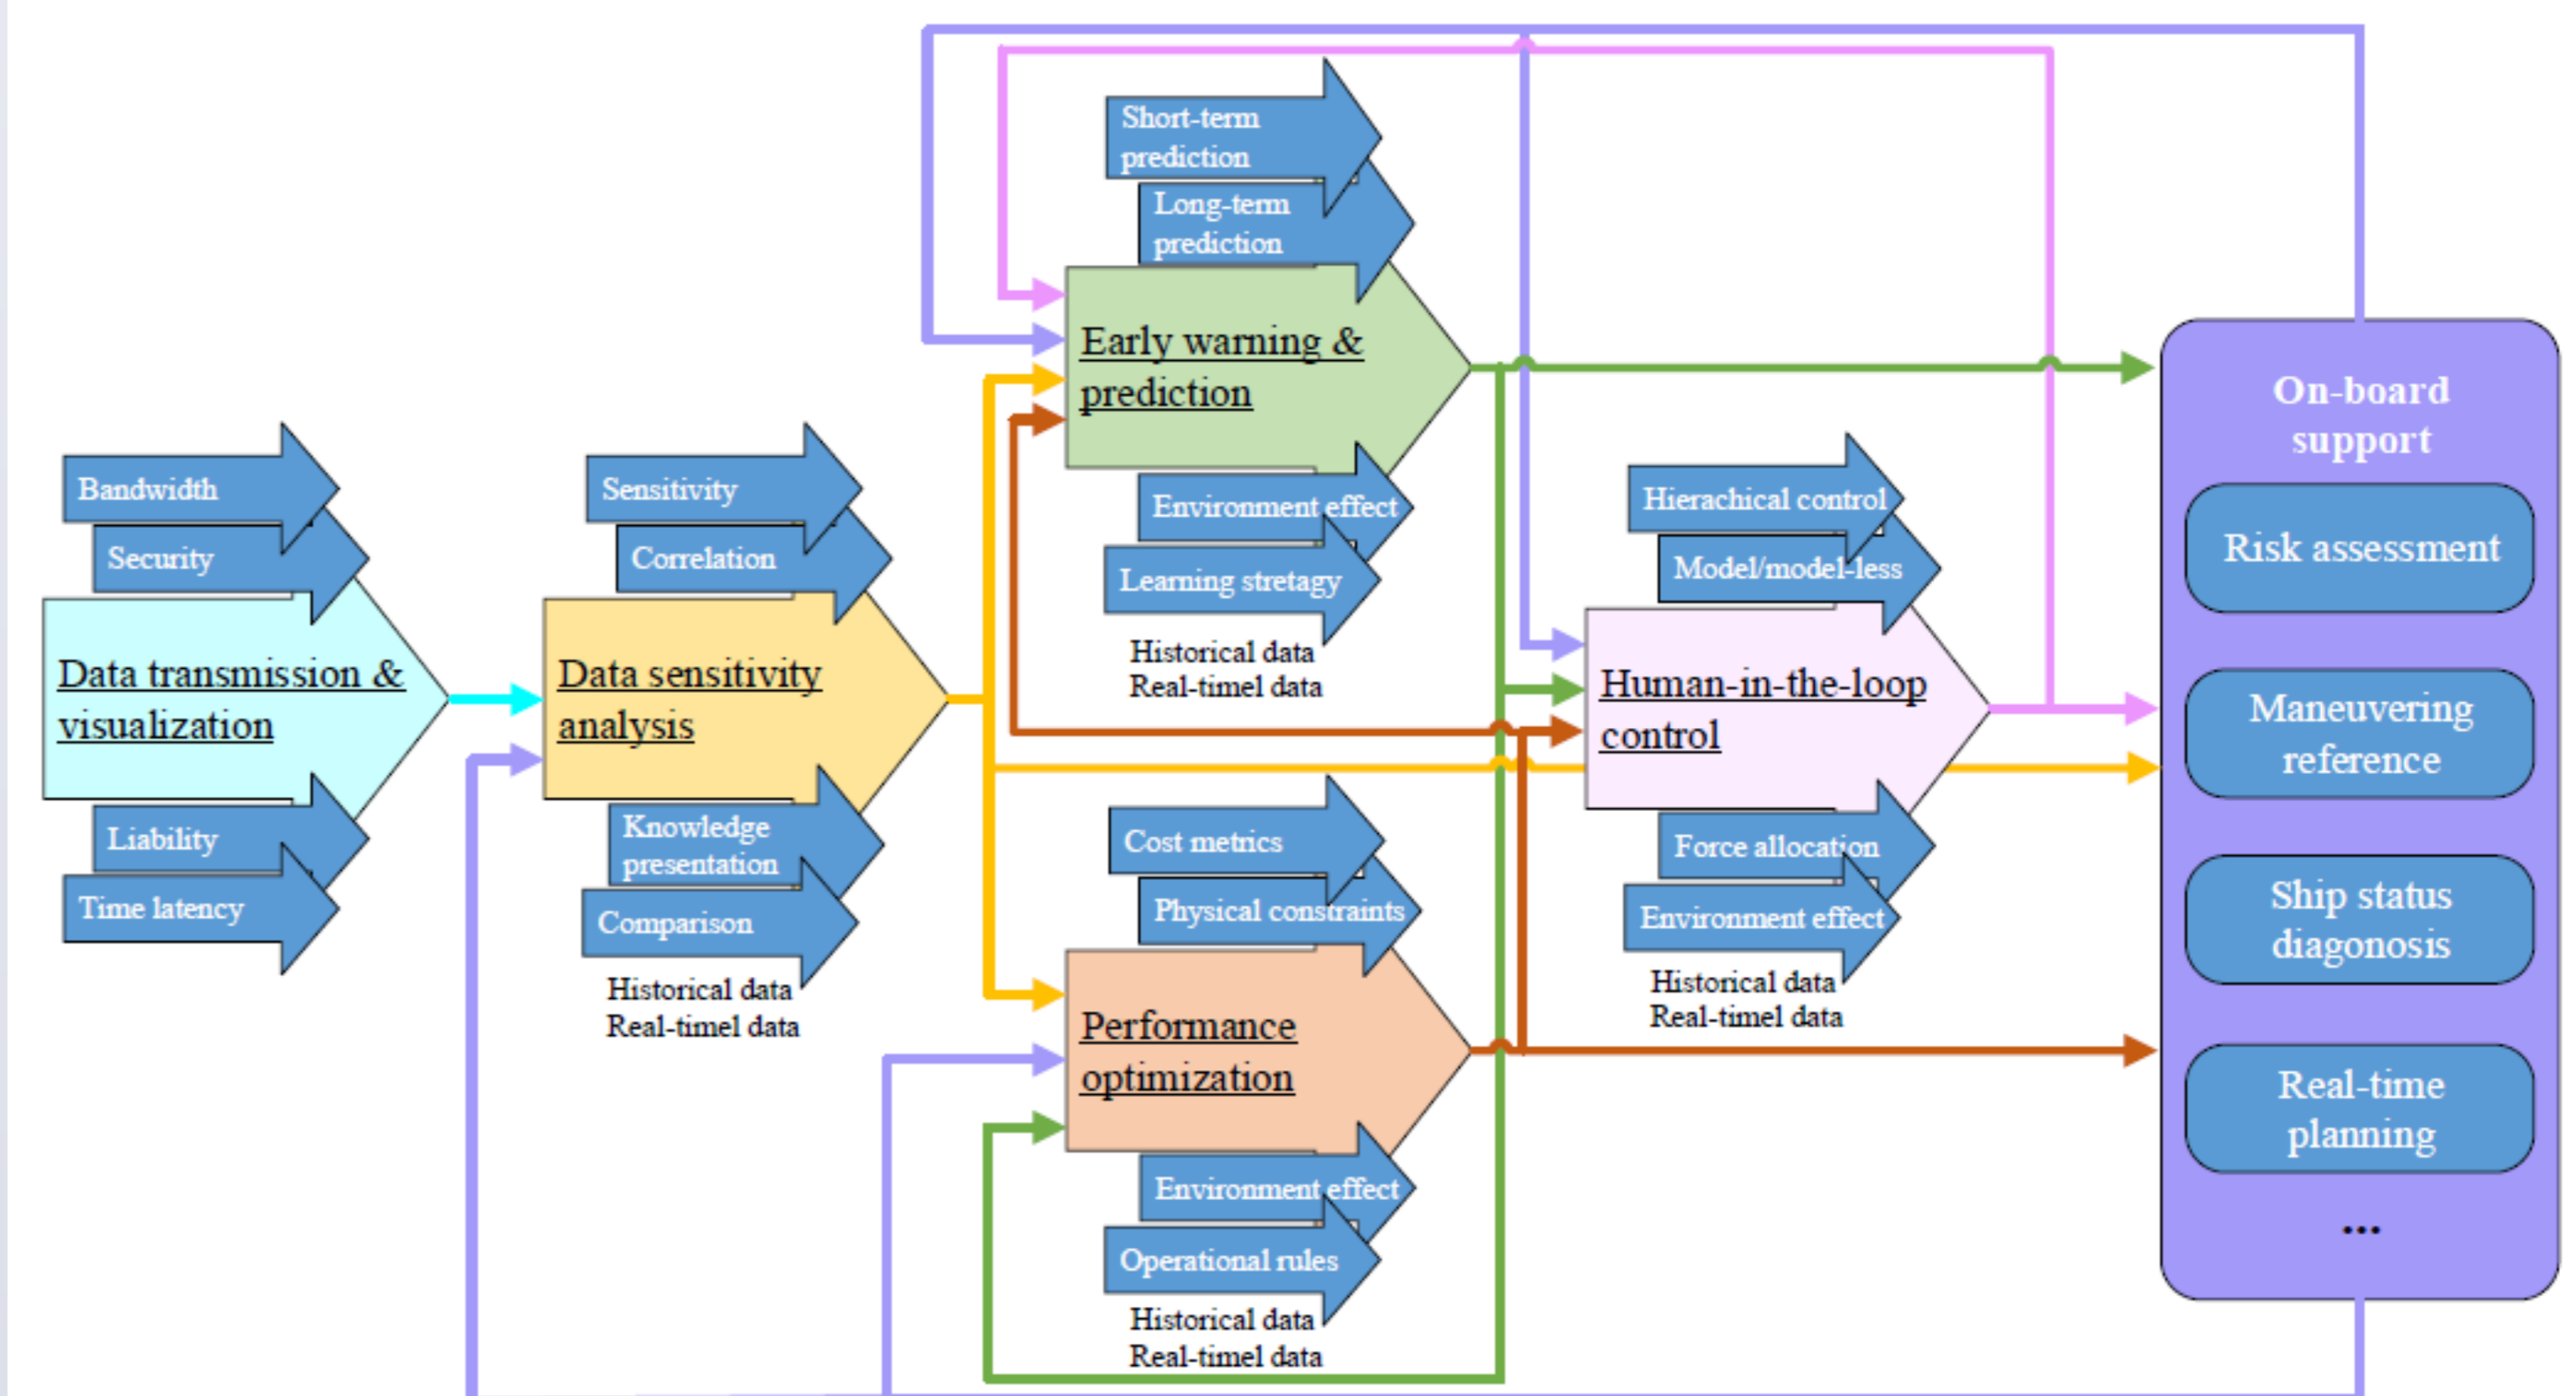 Bandwidth
Security
Data transmission &
visualization
Liability
Time latency
Sensitivity
Correlation
Data sensitivity
analysis
Knowledge
presentation
Comparison
Historical data
Real-timel data
Short-term
prediction
Long-term
prediction
Early warning &
prediction
Environment effect
Learning stretagy
Historical data
Real-timel data
Cost metrics
Physical constraints
Performance
optimization
Environment effect
Operational rules
Historical data
Real-timel data
Hierachical control
Model/model-less
Human-in-the-loop
control
Force allocation
Environment effect
Historical data
Real-timel data
On-board
support
Risk assessment
Maneuvering
reference
Ship status
diagonosis
Real-time
planning
...